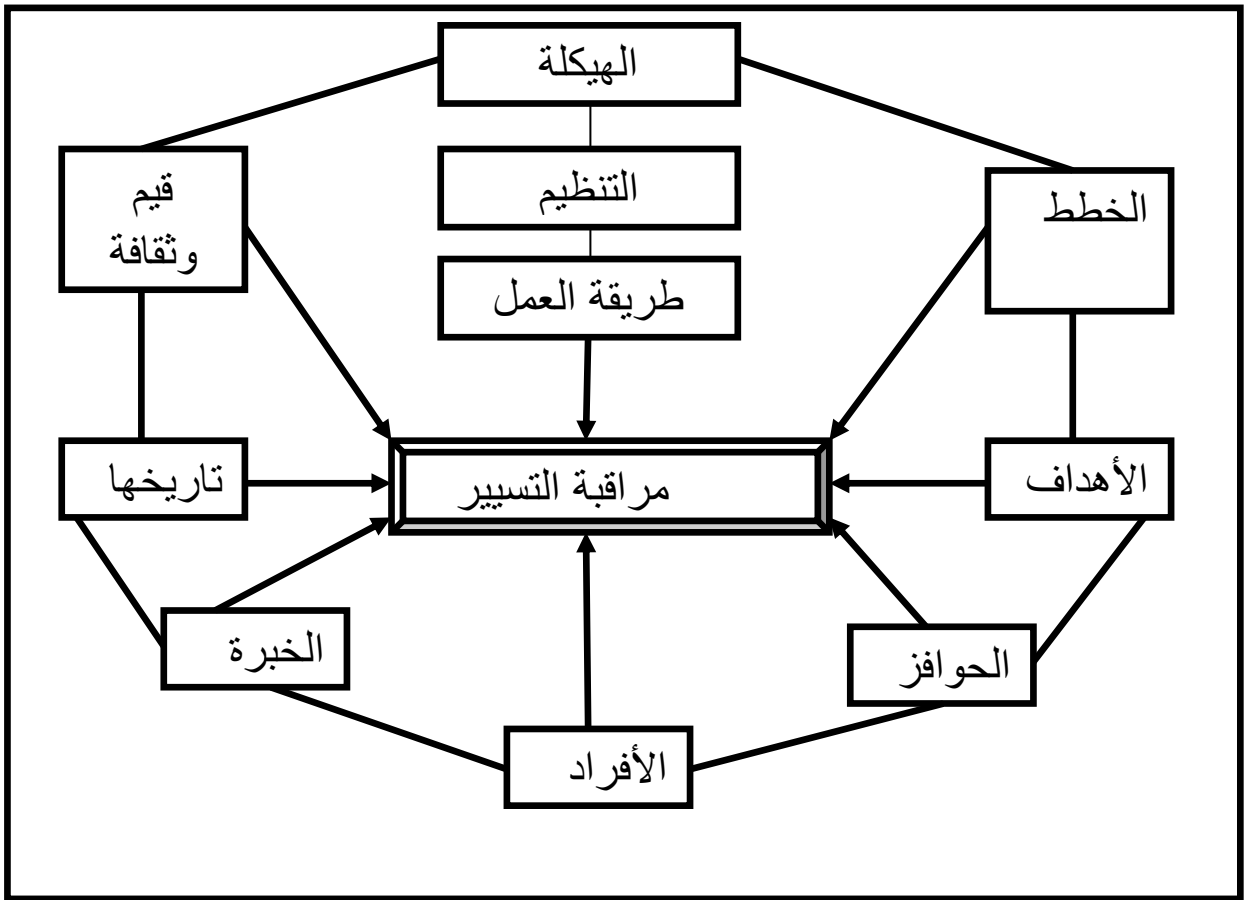 الهيكلة
التنظيم
طريقة العمل
الخطط
قيم
وثقافة
الأهداف
مراقبة التسيير
تاريخها
الحوافز
الخبرة
الأفراد